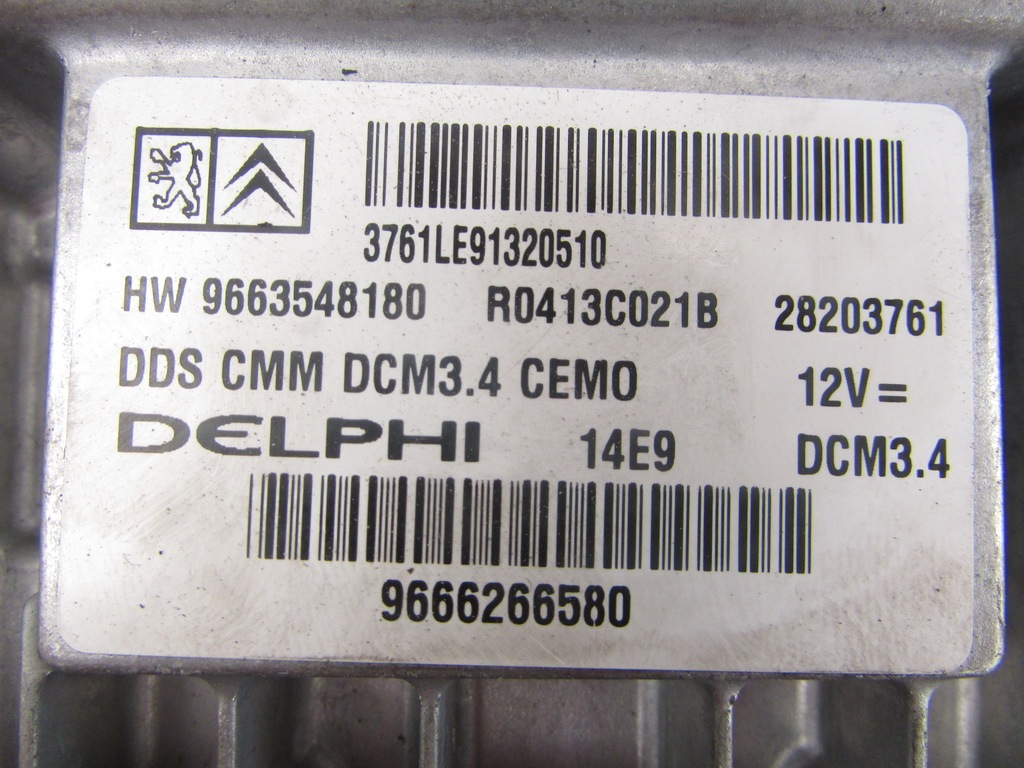 3761LE91320510
HW 9663548180 R0413C021B 28203761
DDS CMM DCM3.4 CEMO 12V=
DELPHI 14E9 DCM3.4
9666266580